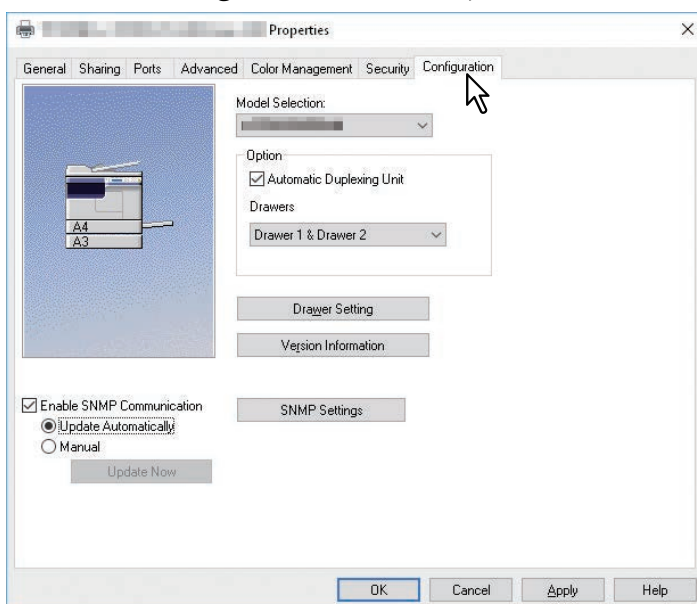 Properties
General Sharing Ports Advanced Color Management Security Configuration
Model Selection:
Option
Automatic Duplexing Unit
Drawers
Drawer 1 & Drawer 2
A4
A3
Drawer Setting
Version Information
Enable SNMP Communication
SNMP Settings
Update Automatically
Manual
Update Now
OK Cancel Apply Help